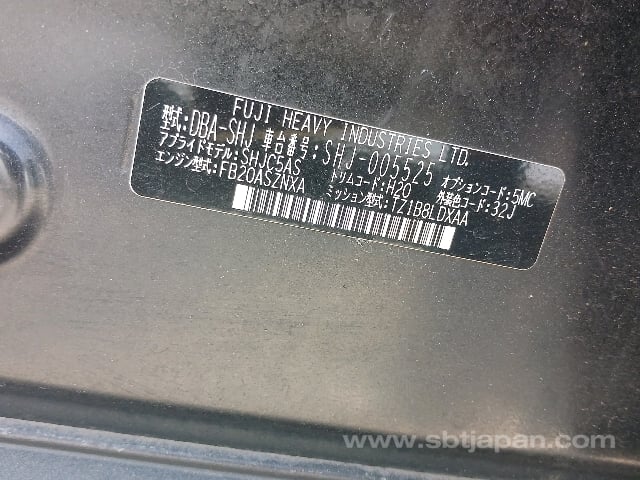 FUJI HEAVY INDUSTRIES LTD.
型式:DBA-SHJ 車台番号:SHJ-005525
アプライドモデル:SHJC5AS トリムコード:H20 オプションコード:5MC
エンジン型式:FB20ASZNXA ミッション型式:TZ1B8LDXAA 外装色コード:32J
www.sbtjapan.com